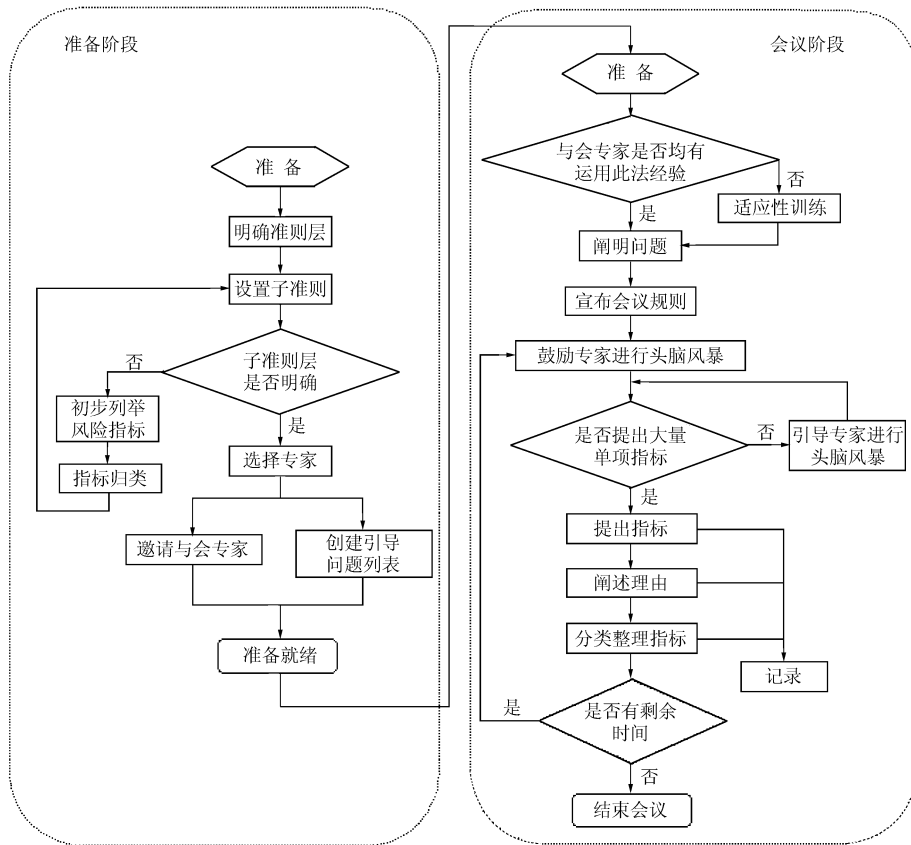 准备阶段
准 备
明确准则层
设置子准则
子准则层
是否明确
否
初步列举
风险指标
指标归类
是
选择专家
邀请与会专家
创建引导
问题列表
准备就绪
会议阶段
准 备
与会专家是否均有
运用此法经验
否
适应性训练
是
阐明问题
宣布会议规则
鼓励专家进行头脑风暴
是否提出大量
单项指标
否
引导专家进行
头脑风暴
是
提出指标
阐述理由
分类整理指标
记录
是否有剩余
时间
是
否
结束会议